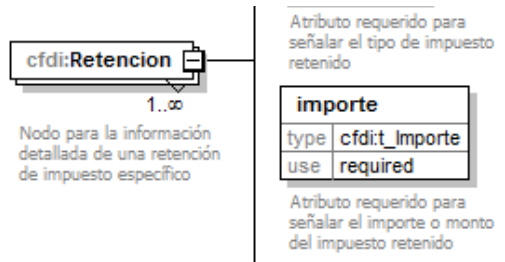 Atributo requerido para
señalar el tipo de impuesto
retenido
cfdi:Retencion
1..∞
Nodo para la información
detallada de una retención
de impuesto específico
importe
type cfdi:t_Importe
use required
Atributo requerido para
señalar el importe o monto
del impuesto retenido